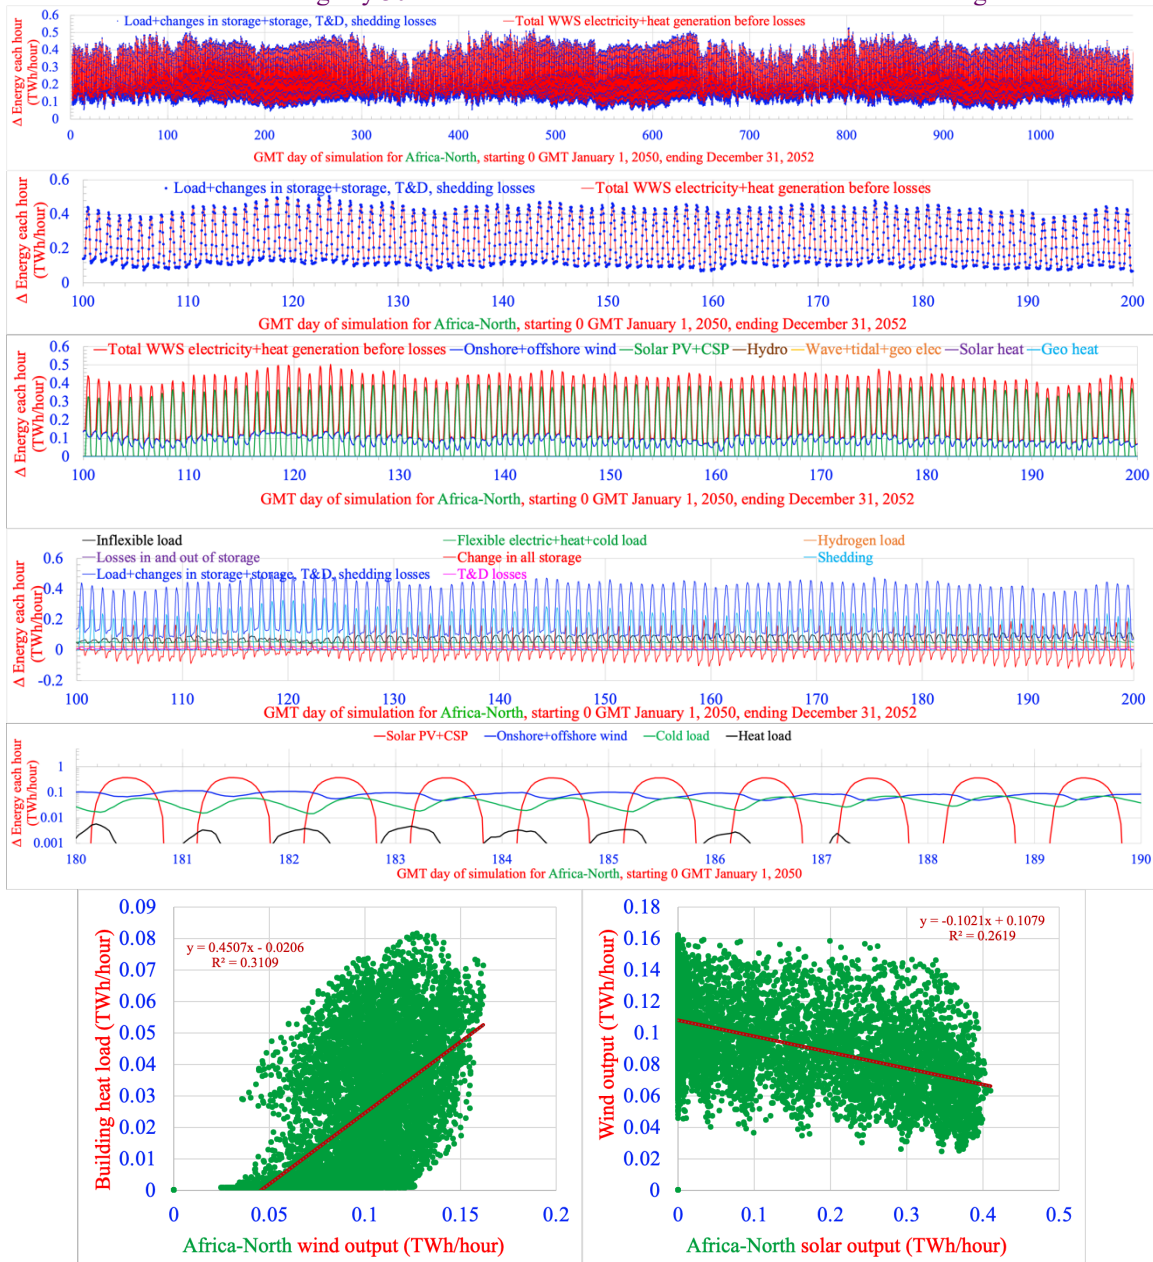 Load+changes in storage+storage, T&D, shedding losses —Total WWS electricity+heat generation before losses
Δ Energy each hour
(TWh/hour)
0.6
0.5
0.4
0.3
0.2
0.1
0
0 100 200 300 400 500 600 700 800 900 1000
GMT day of simulation for Africa-North, starting 0 GMT January 1, 2050, ending December 31, 2052
Load+changes in storage+storage, T&D, shedding losses —Total WWS electricity+heat generation before losses
Δ Energy each hour
(TWh/hour)
0.6
0.4
0.2
0
100 110 120 130 140 150 160 170 180 190 200
GMT day of simulation for Africa-North, starting 0 GMT January 1, 2050, ending December 31, 2052
—Total WWS electricity+heat generation before losses —Onshore+offshore wind —Solar PV+CSP —Hydro —Wave+tidal+geo elec —Solar heat —Geo heat
Δ Energy each hour
(TWh/hour)
0.6
0.5
0.4
0.3
0.2
0.1
0
100 110 120 130 140 150 160 170 180 190 200
GMT day of simulation for Africa-North, starting 0 GMT January 1, 2050, ending December 31, 2052
—Inflexible load —Flexible electric+heat+cold load —Hydrogen load
—Losses in and out of storage —Change in all storage —Shedding
—Load+changes in storage+storage, T&D, shedding losses —T&D losses
Δ Energy each hour
(TWh/hour)
0.6
0.4
0.2
0
-0.2
100 110 120 130 140 150 160 170 180 190 200
GMT day of simulation for Africa-North, starting 0 GMT January 1, 2050, ending December 31, 2052
—Solar PV+CSP —Onshore+offshore wind —Cold load —Heat load
Δ Energy each hour
(TWh/hour)
1
0.1
0.01
0.001
180 181 182 183 184 185 186 187 188 189 190
GMT day of simulation for Africa-North, starting 0 GMT January 1, 2050
Building heat load (TWh/hour)
0.09
0.08
0.07
0.06
0.05
0.04
0.03
0.02
0.01
0
y = 0.4507x - 0.0206
R² = 0.3109
0 0.05 0.1 0.15 0.2
Africa-North wind output (TWh/hour)
Wind output (TWh/hour)
0.18
0.16
0.14
0.12
0.1
0.08
0.06
0.04
0.02
0
y = -0.1021x + 0.1079
R² = 0.2619
0 0.1 0.2 0.3 0.4 0.5
Africa-North solar output (TWh/hour)